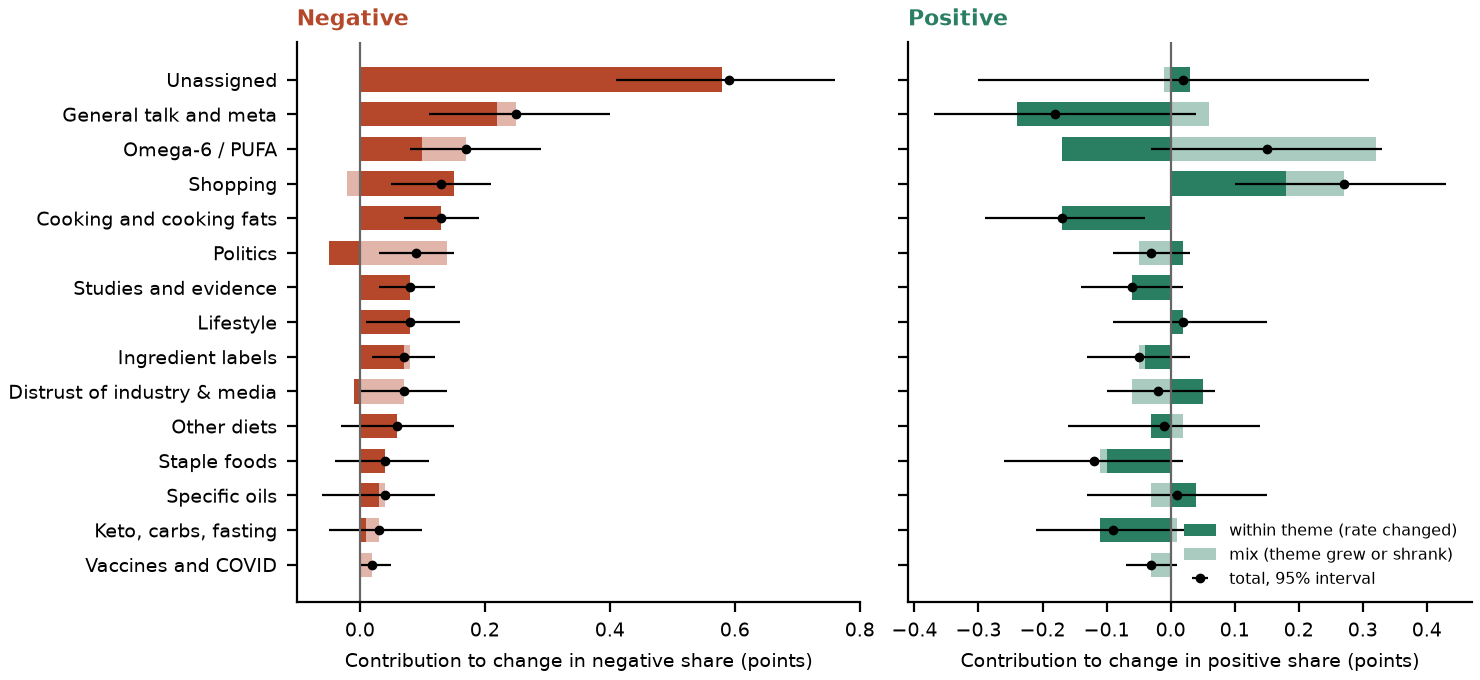 Negative
Positive
Unassigned
General talk and meta
Omega-6 / PUFA
Shopping
Cooking and cooking fats
Politics
Studies and evidence
Lifestyle
Ingredient labels
Distrust of industry & media
Other diets
Staple foods
Specific oils
Keto, carbs, fasting
Vaccines and COVID
within theme (rate changed)
mix (theme grew or shrank)
total, 95% interval
0.0 0.2 0.4 0.6 0.8
−0.4 −0.3 −0.2 −0.1 0.0 0.1 0.2 0.3 0.4
Contribution to change in negative share (points)
Contribution to change in positive share (points)